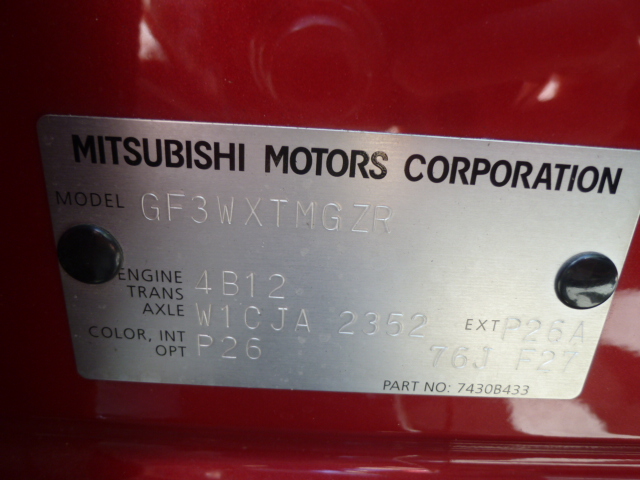 MITSUBISHI MOTORS CORPORATION
MODEL GF3WXTMGZR
ENGINE 4B12
TRANS
AXLE W1CJA 2352 EXT P26A
COLOR, INT P26
OPT 76J F27
PART NO: 7430B433